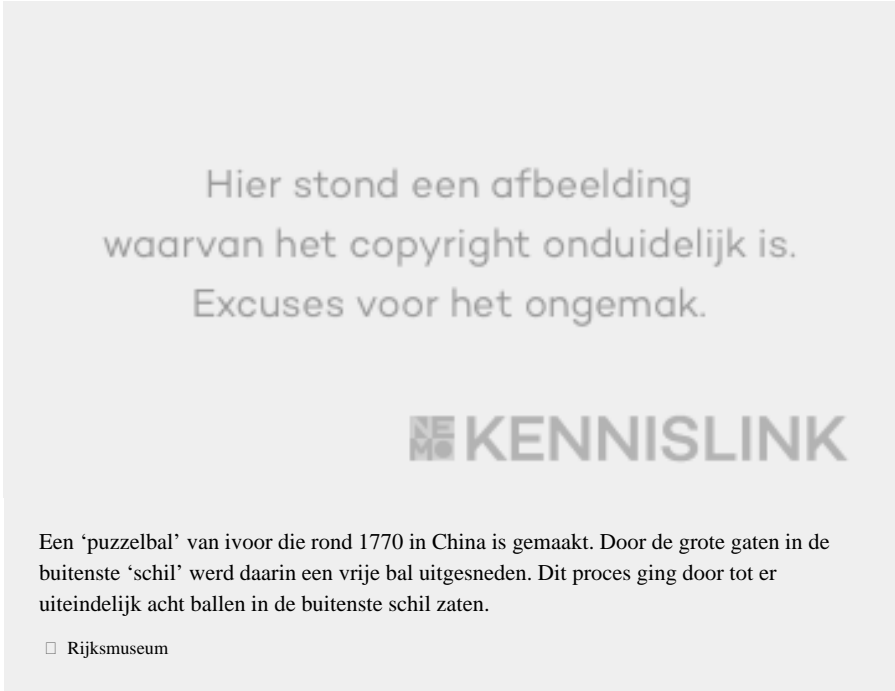 Hier stond een afbeelding
waarvan het copyright onduidelijk is.
Excuses voor het ongemak.
NEMO KENNISLINK
Een ‘puzzelbal’ van ivoor die rond 1770 in China is gemaakt. Door de grote gaten in de
buitenste ‘schil’ werd daarin een vrije bal uitgesneden. Dit proces ging door tot er
uiteindelijk acht ballen in de buitenste schil zaten.
Rijksmuseum